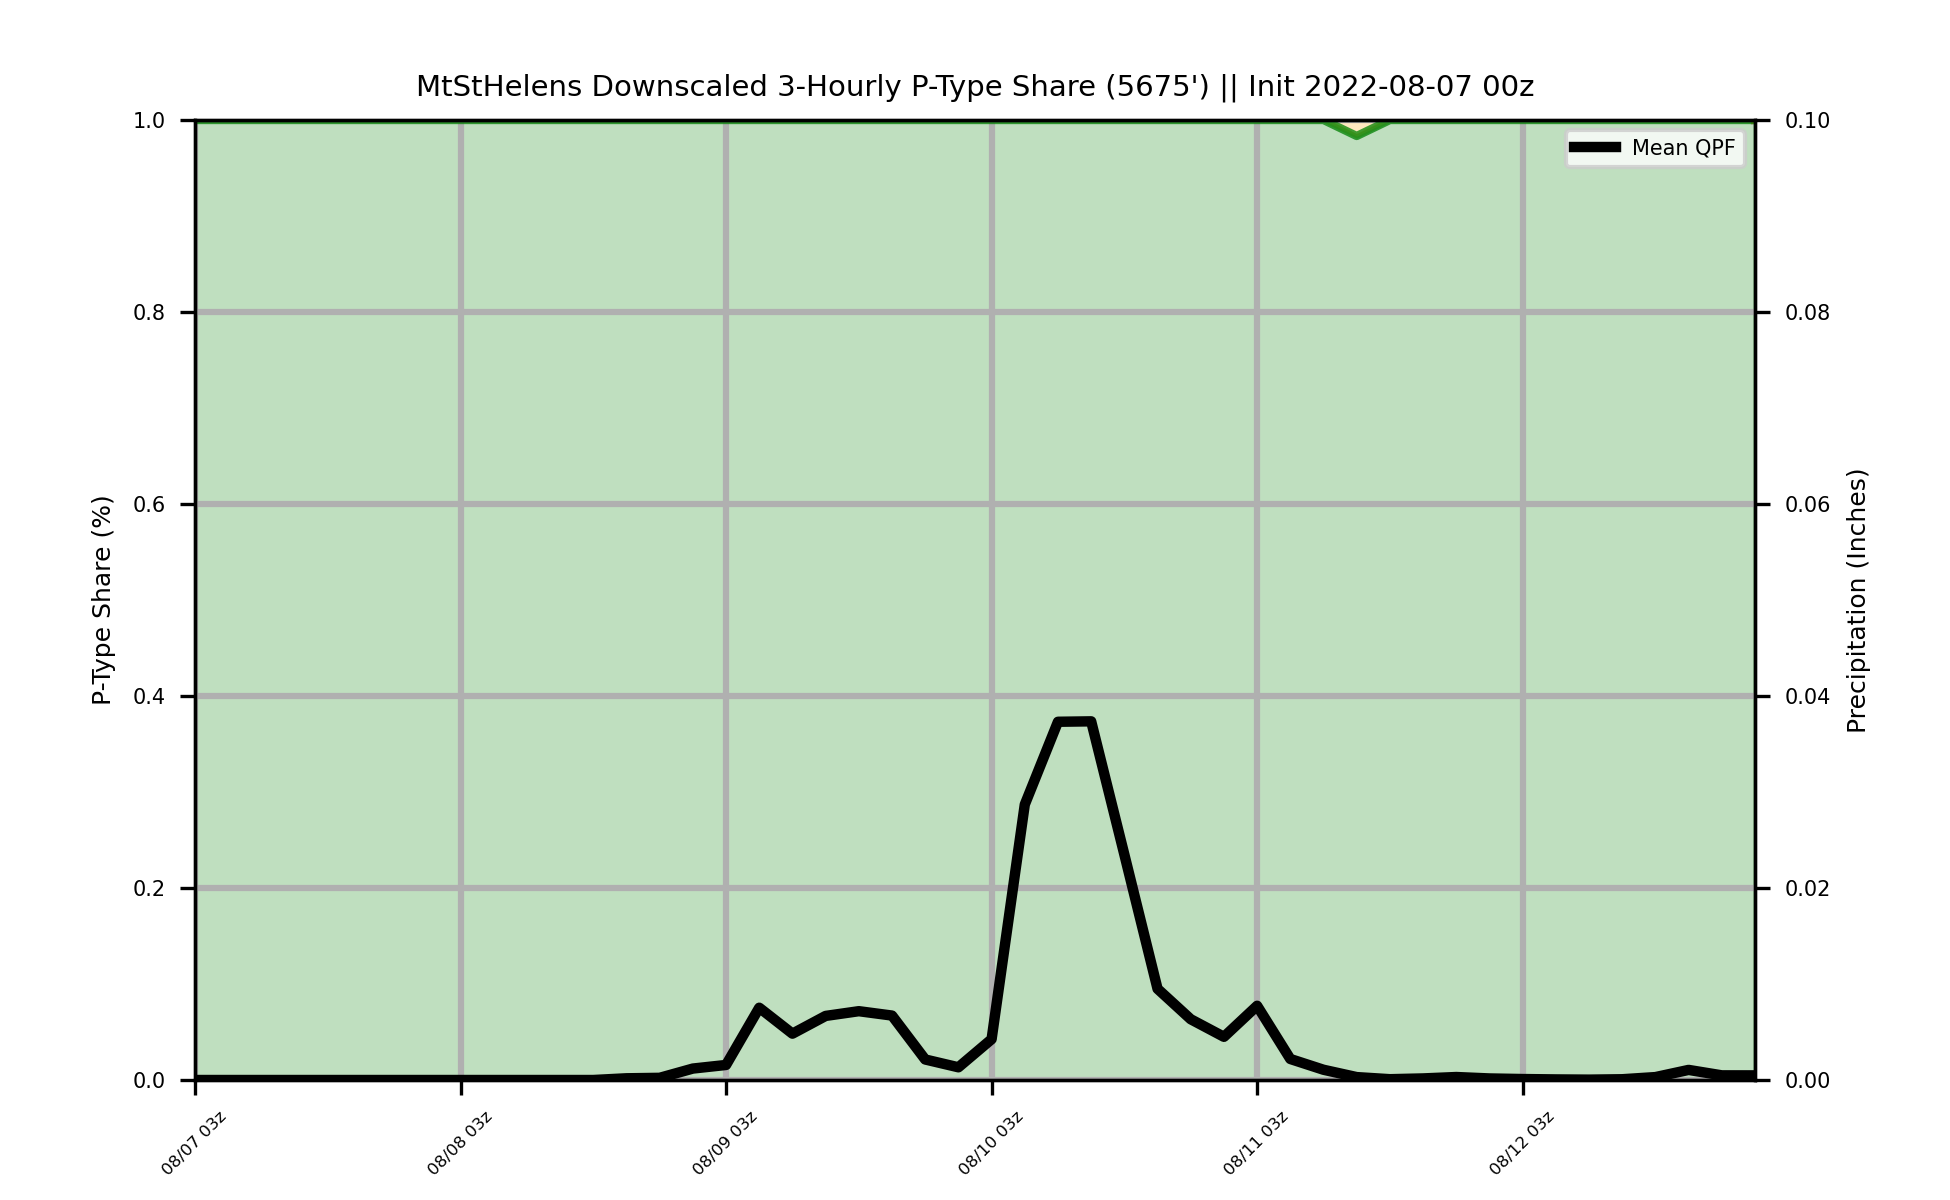 MtStHelens Downscaled 3-Hourly P-Type Share (5675') || Init 2022-08-07 00z
Mean QPF
P-Type Share (%)
1.0
0.8
0.6
0.4
0.2
0.0
0.10
0.08
0.06
0.04
0.02
0.00
Precipitation (Inches)
08/07 03z
08/08 03z
08/09 03z
08/10 03z
08/11 03z
08/12 03z